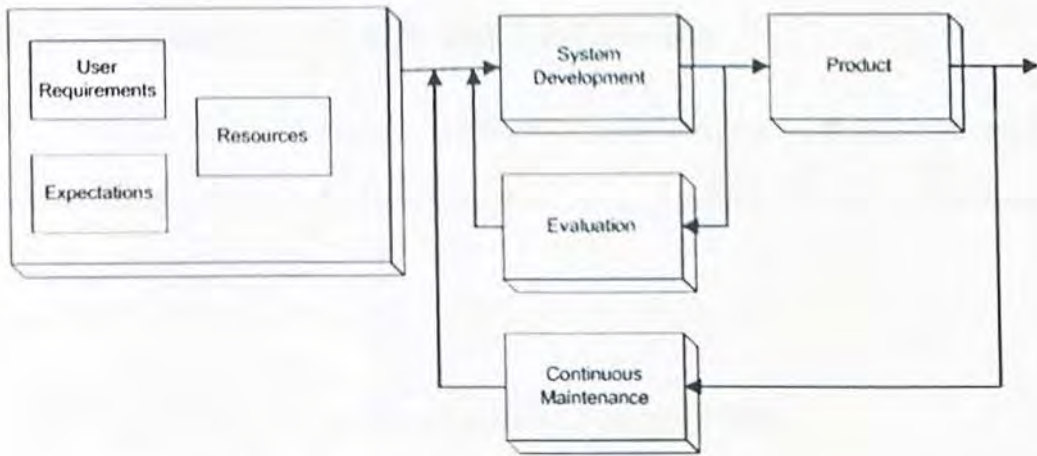 User
Requirements
Resources
Expectations
System
Development
Product
Evaluation
Continuous
Maintenance